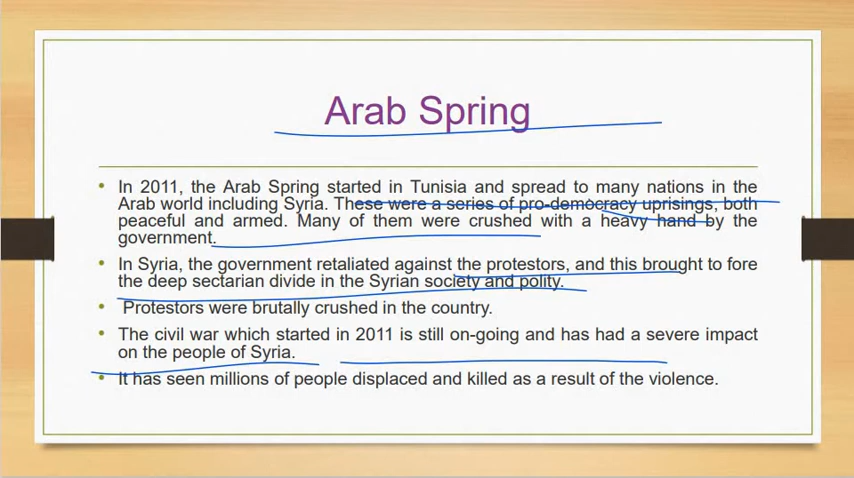 Arab Spring
• In 2011, the Arab Spring started in Tunisia and spread to many nations in the
Arab world including Syria. These were a series of pro-democracy uprisings, both
peaceful and armed. Many of them were crushed with a heavy hand by the
government.
• In Syria, the government retaliated against the protestors, and this brought to fore
the deep sectarian divide in the Syrian society and polity.
• Protestors were brutally crushed in the country.
• The civil war which started in 2011 is still on-going and has had a severe impact
on the people of Syria.
• It has seen millions of people displaced and killed as a result of the violence.